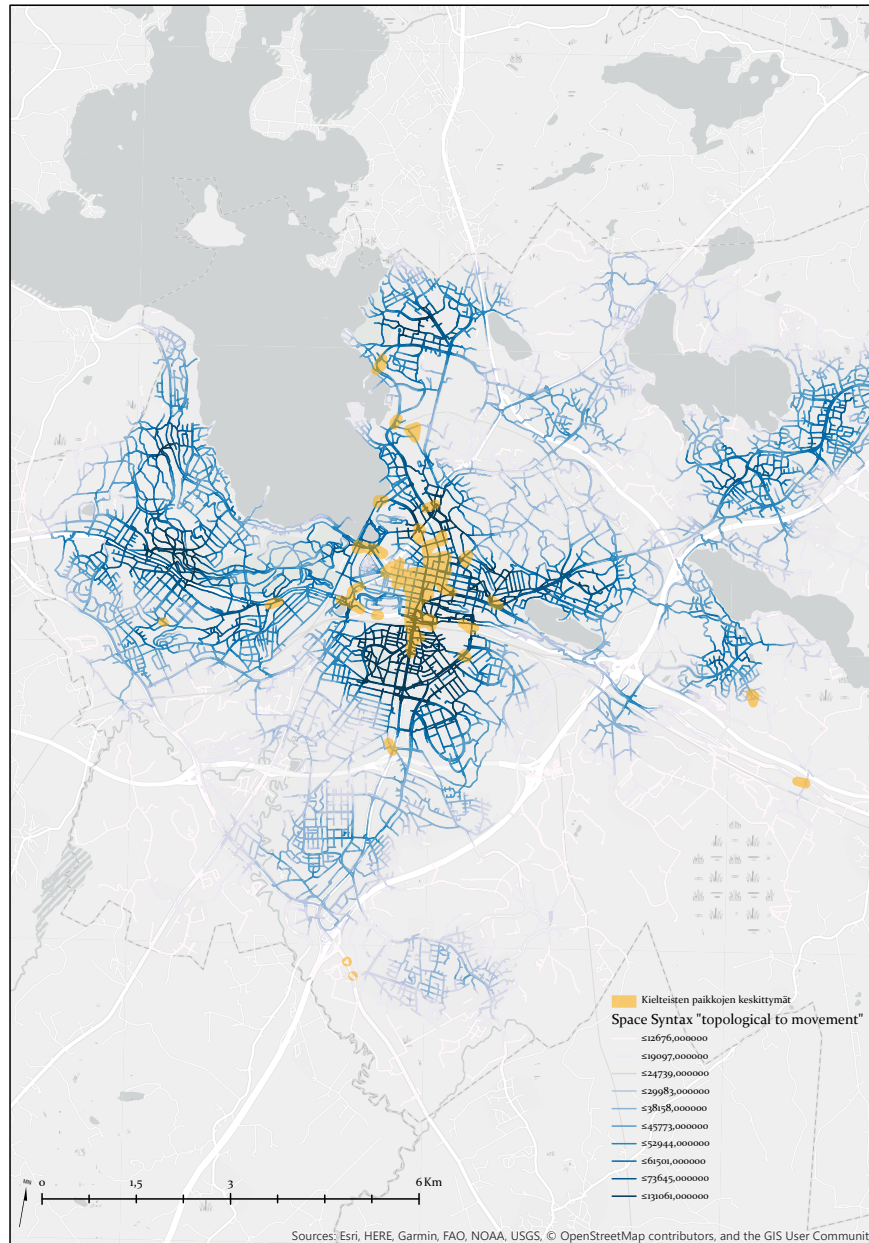 Kielteisten paikkojen keskittymät
Space Syntax "topological to movement"
≤12676,000000
≤19097,000000
≤24739,000000
≤29983,000000
≤38158,000000
≤45773,000000
≤52944,000000
≤61501,000000
≤73645,000000
≤131061,000000
MN
0 1,5 3 6 Km
Sources: Esri, HERE, Garmin, FAO, NOAA, USGS, © OpenStreetMap contributors, and the GIS User Communit